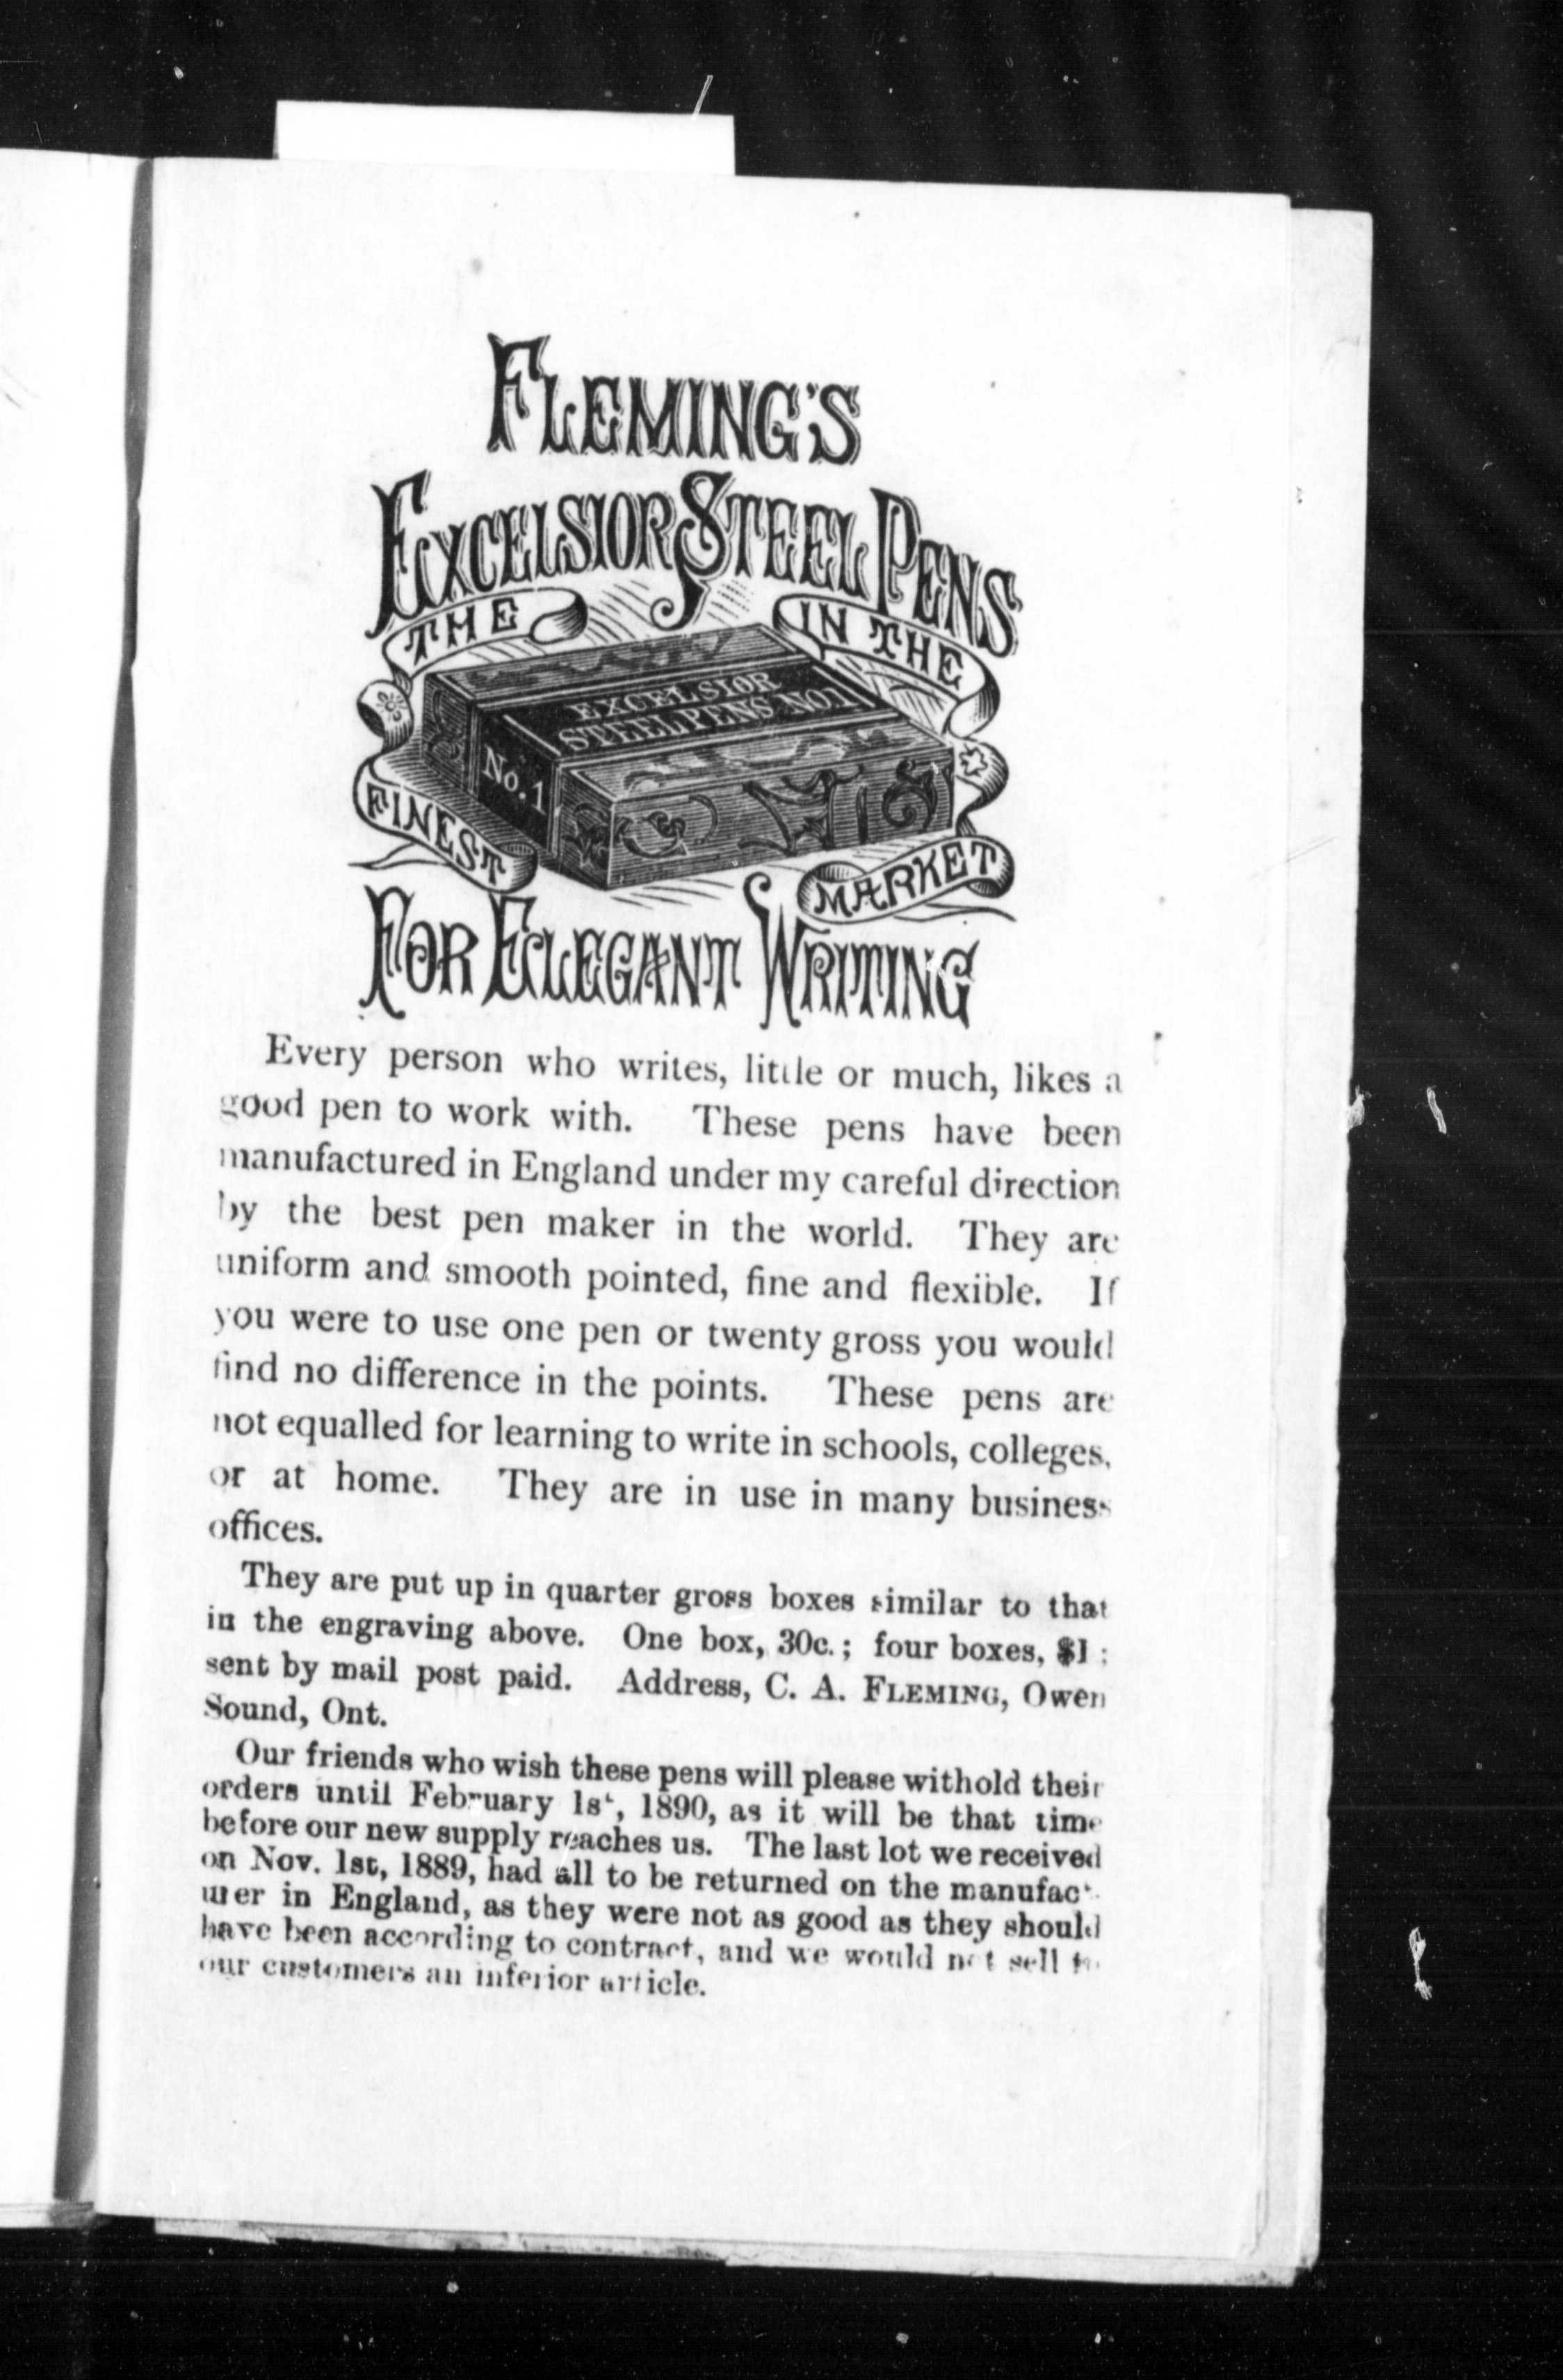 FLEMING'S
EXCELSIOR STEEL PENS
THE
FINEST
IN THE
MARKET
EXCELSIOR
STEEL PENS NO. 1
No. 1
FOR ELEGANT WRITING
Every person who writes, little or much, likes a
good pen to work with. These pens have been
manufactured in England under my careful direction
by the best pen maker in the world. They are
uniform and smooth pointed, fine and flexible. If
you were to use one pen or twenty gross you would
find no difference in the points. These pens are
not equalled for learning to write in schools, colleges,
or at home. They are in use in many business
offices.
They are put up in quarter gross boxes similar to that
in the engraving above. One box, 30c.; four boxes, $1;
sent by mail post paid. Address, C. A. FLEMING, Owen
Sound, Ont.
Our friends who wish these pens will please withold their
orders until February 1st, 1890, as it will be that time
before our new supply reaches us. The last lot we received
on Nov. 1st, 1889, had all to be returned on the manufact-
urer in England, as they were not as good as they should
have been according to contract, and we would not sell to
our customers an inferior article.